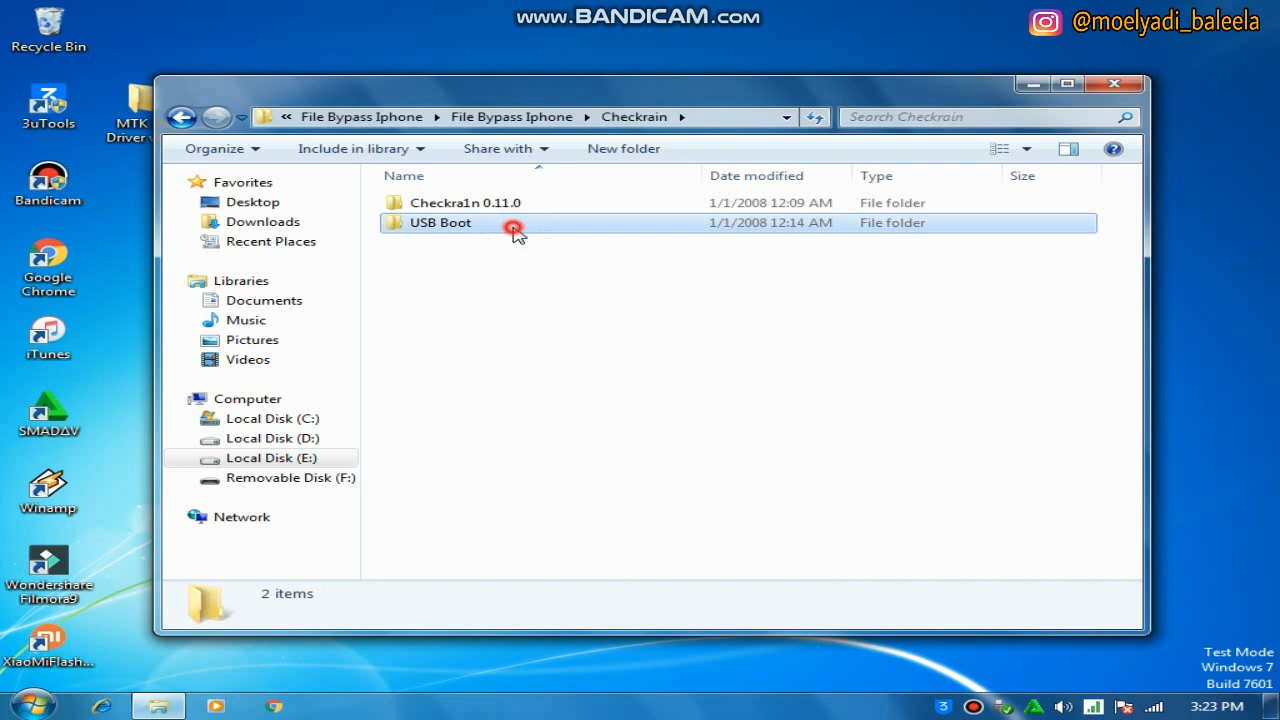 www.BANDICAM.com
@moelyadi_baleela
Recycle Bin
3uTools
MTK
Driver v
Bandicam
Google
Chrome
iTunes
SMADΔV
Winamp
Wondershare
Filmora9
XiaoMiFlash...
« File Bypass Iphone ▸ File Bypass Iphone ▸ Checkrain ▸
Search Checkrain
Organize
Include in library
Share with
New folder
Favorites
Desktop
Downloads
Recent Places
Libraries
Documents
Music
Pictures
Videos
Computer
Local Disk (C:)
Local Disk (D:)
Local Disk (E:)
Removable Disk (F:)
Network
Name Date modified Type Size
Checkra1n 0.11.0 1/1/2008 12:09 AM File folder
USB Boot 1/1/2008 12:14 AM File folder
2 items
Test Mode
Windows 7
Build 7601
3:23 PM